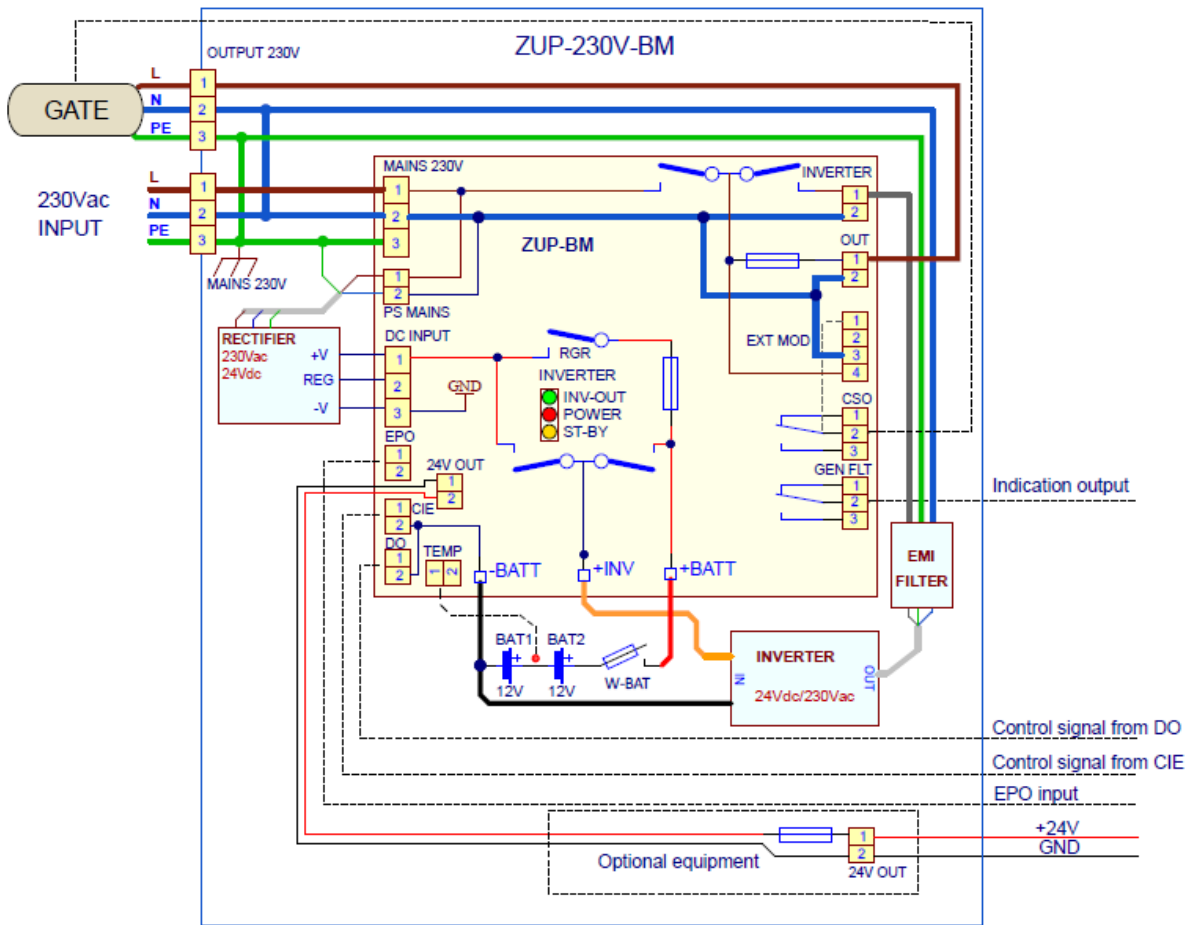 ZUP-230V-BM
OUTPUT 230V
L
N
PE
GATE
1
2
3
230Vac
INPUT
L
N
PE
1
2
3
MAINS 230V
MAINS 230V
1
2
3
ZUP-BM
INVERTER
1
2
OUT
1
2
PS MAINS
1
2
EXT MOD
1
2
3
4
RECTIFIER
230Vac
24Vdc
+V
REG
-V
DC INPUT
1
2
3
GND
RGR
INVERTER
INV-OUT
POWER
ST-BY
CSO
1
2
3
EPO
1
2
24V OUT
1
2
GEN FLT
1
2
3
Indication output
CIE
1
2
DO
1
2
TEMP
1
2
-BATT
+INV
+BATT
EMI
FILTER
BAT1
+
12V
BAT2
+
12V
W-BAT
INVERTER
IN
OUT
24Vdc/230Vac
Control signal from DO
Control signal from CIE
EPO input
+24V
GND
1
2
24V OUT
Optional equipment